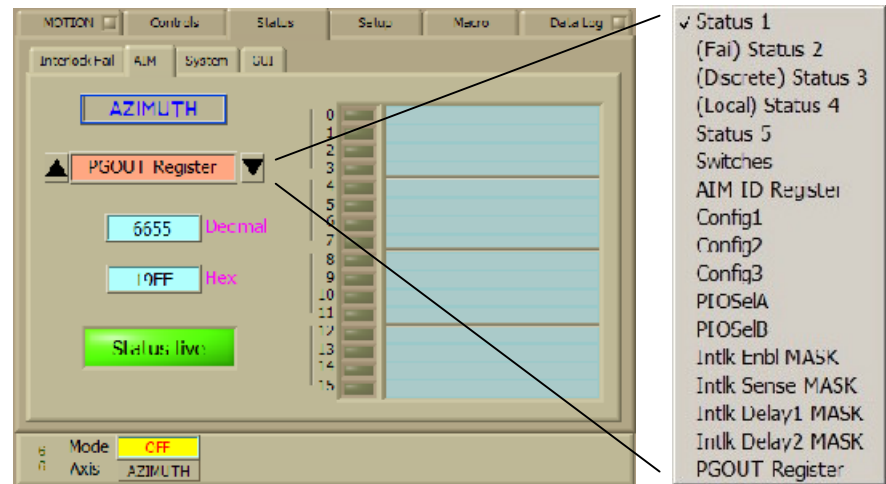 MOTION Controls Status Setup Macro Data Log
Interlock Fail AIM System GUI
AZIMUTH
PGOUT Register
6655 Decimal
19FF Hex
Status live
0
1
2
3
4
5
6
7
8
9
10
11
12
13
14
15
Mode OFF
Axis AZIMUTH
✓ Status 1
(Fai) Status 2
(Discrete) Status 3
(Local) Status 4
Status 5
Switches
AIM ID Register
Config1
Config2
Config3
PIOSelA
PIOSelB
Intlk Enbl MASK
Intlk Sense MASK
Intlk Delay1 MASK
Intlk Delay2 MASK
PGOUT Register